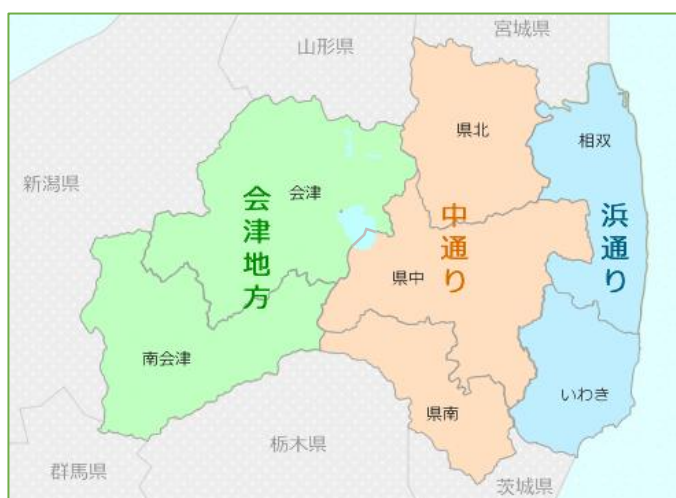 宮城県
山形県
県北
相双
新潟県
会津
会津地方
中通り
浜通り
県中
南会津
いわき
県南
栃木県
群馬県
茨城県